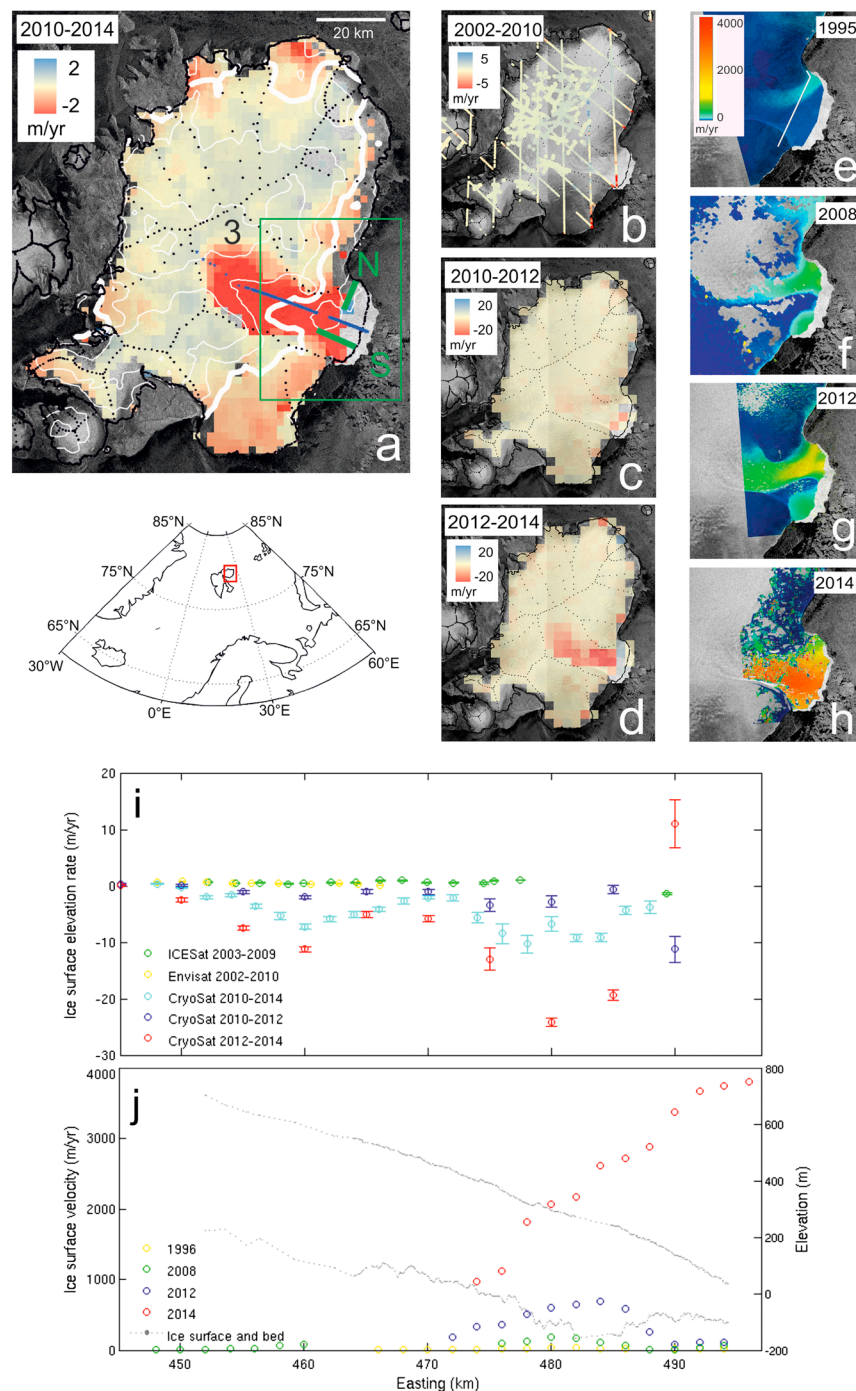 2010-2014
20 km
2
-2
m/yr
3
N
S
a
2002-2010
5
-5
m/yr
b
2010-2012
20
-20
m/yr
c
2012-2014
20
-20
m/yr
d
4000
2000
0
m/yr
1995
e
2008
f
2012
g
2014
h
85°N 85°N
75°N 75°N
65°N 65°N
30°W 60°E
0°E 30°E
i
Ice surface elevation rate (m/yr)
20
10
0
-10
-20
-30
ICESat 2003-2009
Envisat 2002-2010
CryoSat 2010-2014
CryoSat 2010-2012
CryoSat 2012-2014
j
Ice surface velocity (m/yr)
4000
3000
2000
1000
0
1996
2008
2012
2014
Ice surface and bed
800
600
400
200
0
-200
Elevation (m)
450 460 470 480 490
Easting (km)